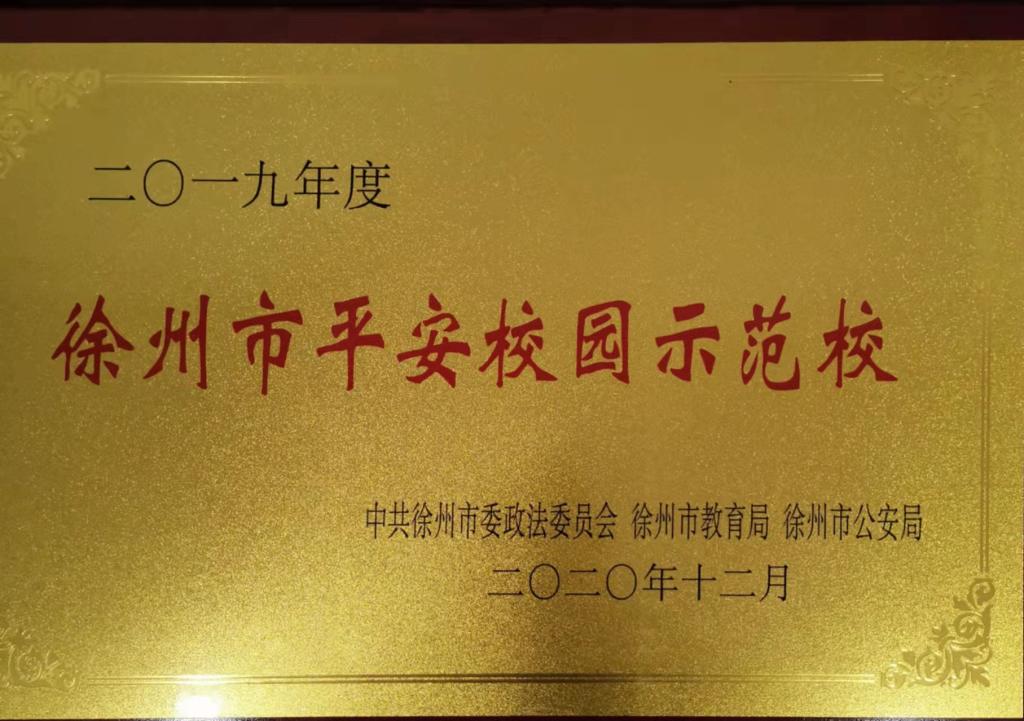 二〇一九年度
徐州市平安校园示范校
中共徐州市委政法委员会 徐州市教育局 徐州市公安局
二〇二〇年十二月